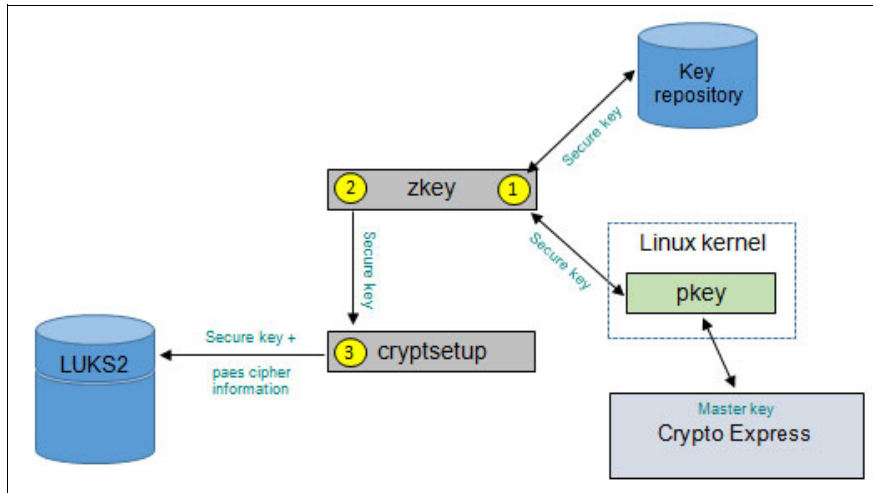 Key
repository
Secure key
2
zkey
1
Secure key
Linux kernel
pkey
Secure key
Secure key +
paes cipher
information
3
cryptsetup
LUKS2
Master key
Crypto Express